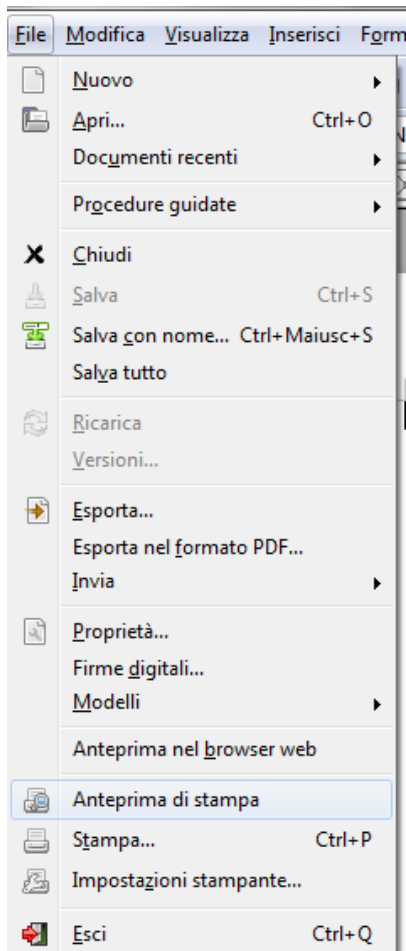 File Modifica Visualizza Inserisci Form
Nuovo
Apri... Ctrl+O
Documenti recenti
Procedure guidate
Chiudi
Salva Ctrl+S
Salva con nome... Ctrl+Maiusc+S
Salva tutto
Ricarica
Versioni...
Esporta...
Esporta nel formato PDF...
Invia
Proprietà...
Firme digitali...
Modelli
Anteprima nel browser web
Anteprima di stampa
Stampa... Ctrl+P
Impostazioni stampante...
Esci Ctrl+Q